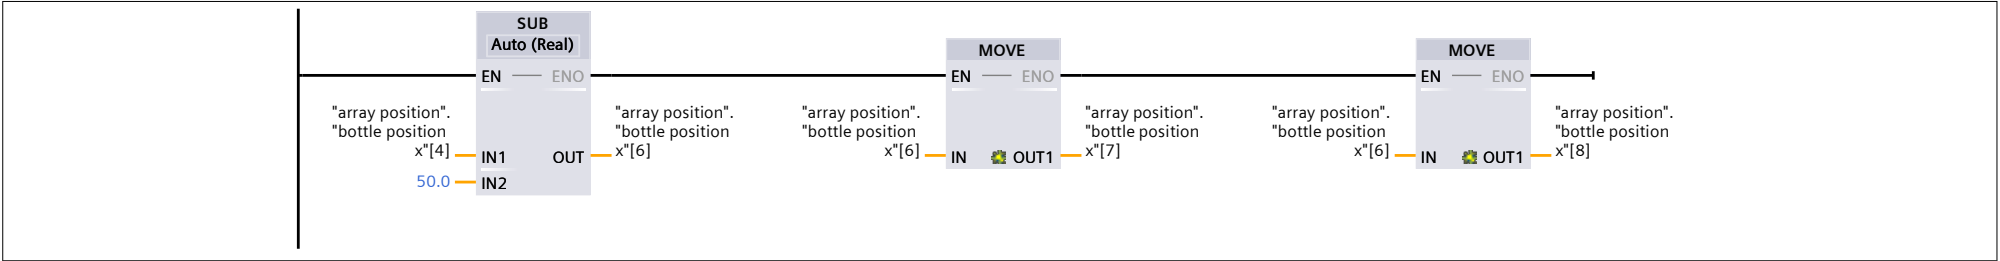 SUB
Auto (Real)
EN
ENO
"array position".
"bottle position
x"[4]
IN1
50.0
IN2
OUT
"array position".
"bottle position
x"[6]
MOVE
EN
ENO
"array position".
"bottle position
x"[6]
IN
OUT1
"array position".
"bottle position
x"[7]
MOVE
EN
ENO
"array position".
"bottle position
x"[6]
IN
OUT1
"array position".
"bottle position
x"[8]